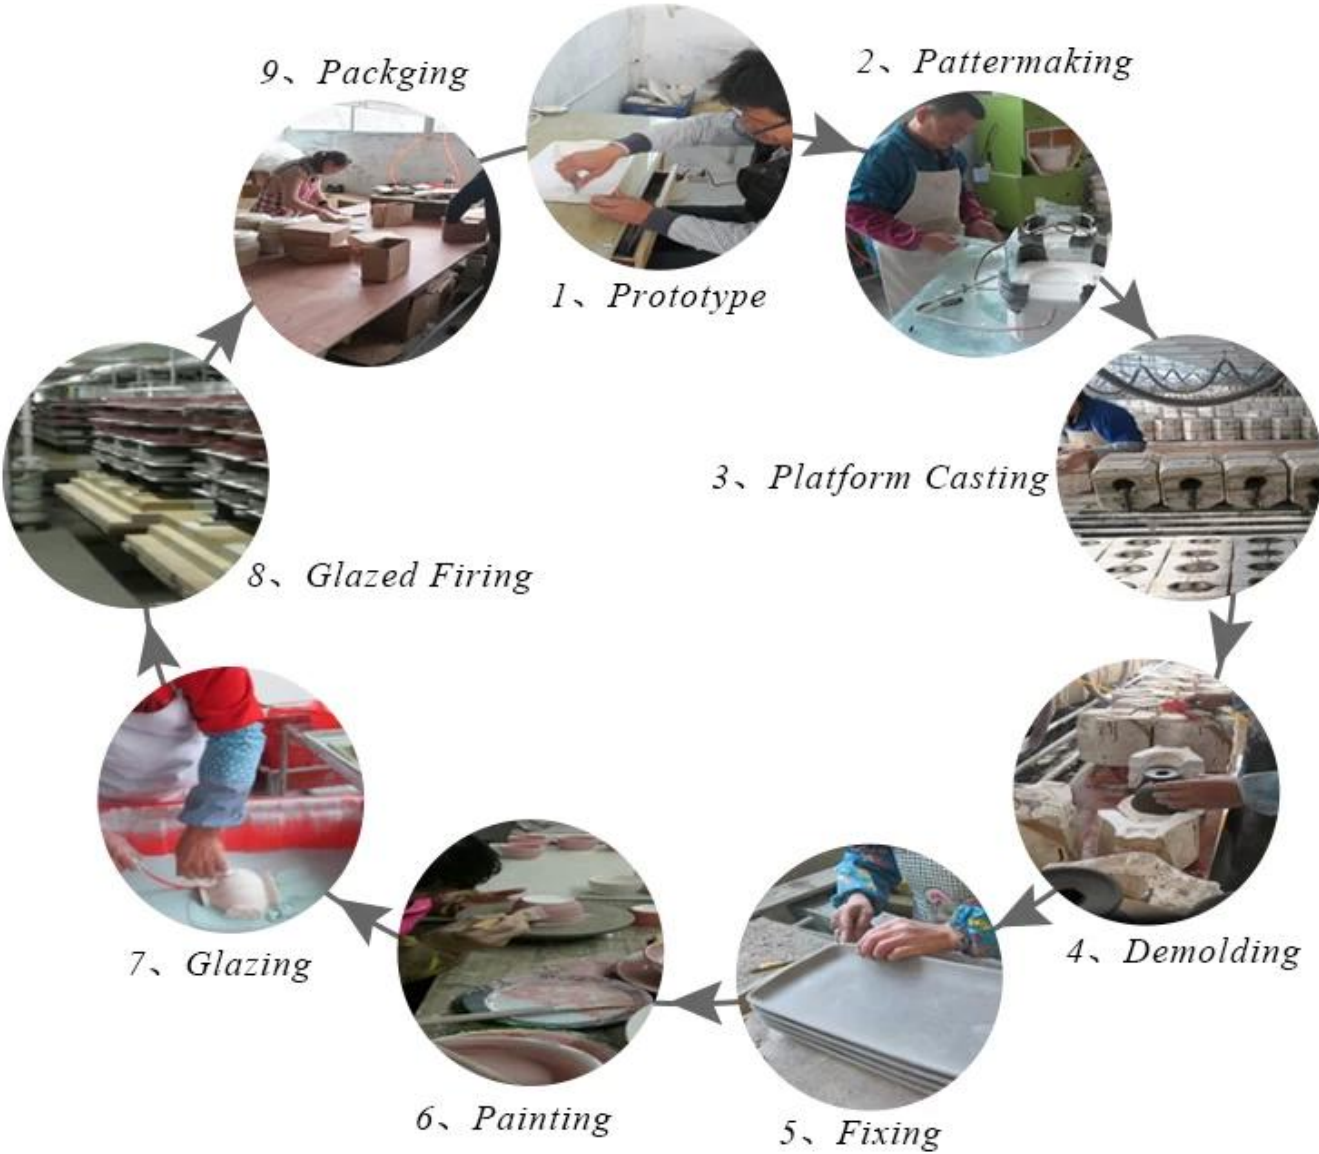 1、Prototype
2、Pattermaking
3、Platform Casting
4、Demolding
5、Fixing
6、Painting
7、Glazing
8、Glazed Firing
9、Packging